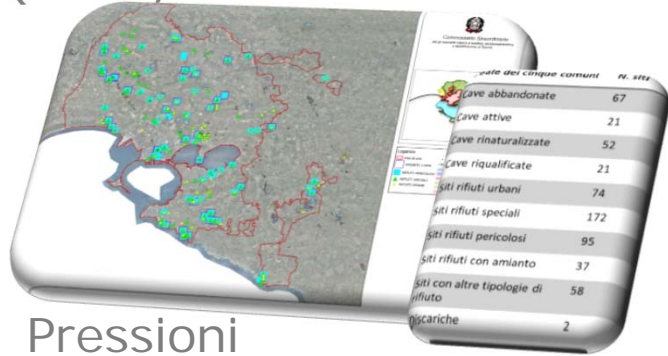 Commissario Straordinario
dei cinque comuni N. siti
Cave abbandonate 67
Cave attive 21
Cave rinaturalizzate 52
Cave riqualificate 21
Siti rifiuti urbani 74
Siti rifiuti speciali 172
Siti rifiuti pericolosi 95
Siti rifiuti con amianto 37
Siti con altre tipologie di
rifiuto 58
Discariche 2
Pressioni